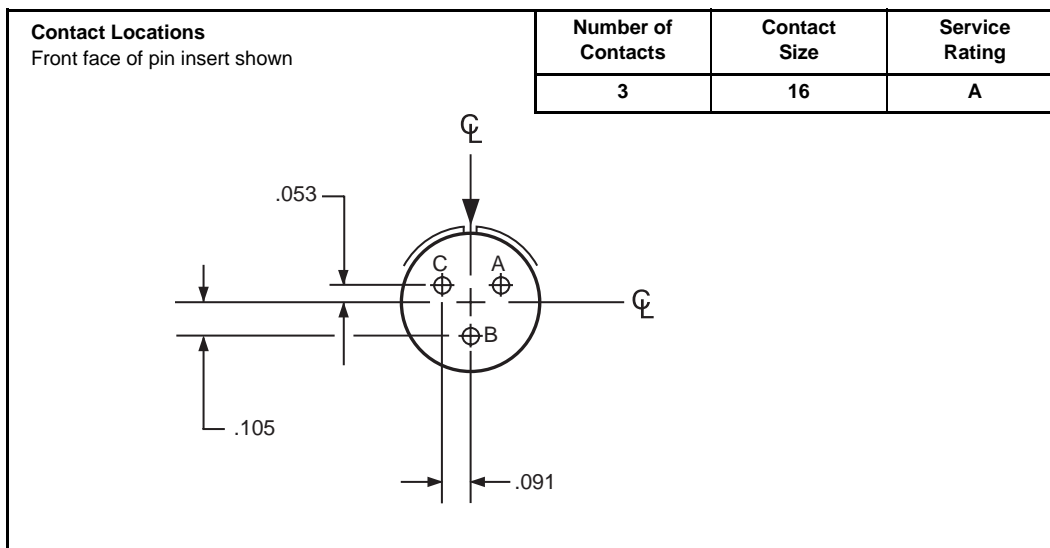 Contact Locations
Front face of pin insert shown
Number of
Contacts
Contact
Size
Service
Rating
3
16
A
℄
.053
C
A
℄
B
.105
.091